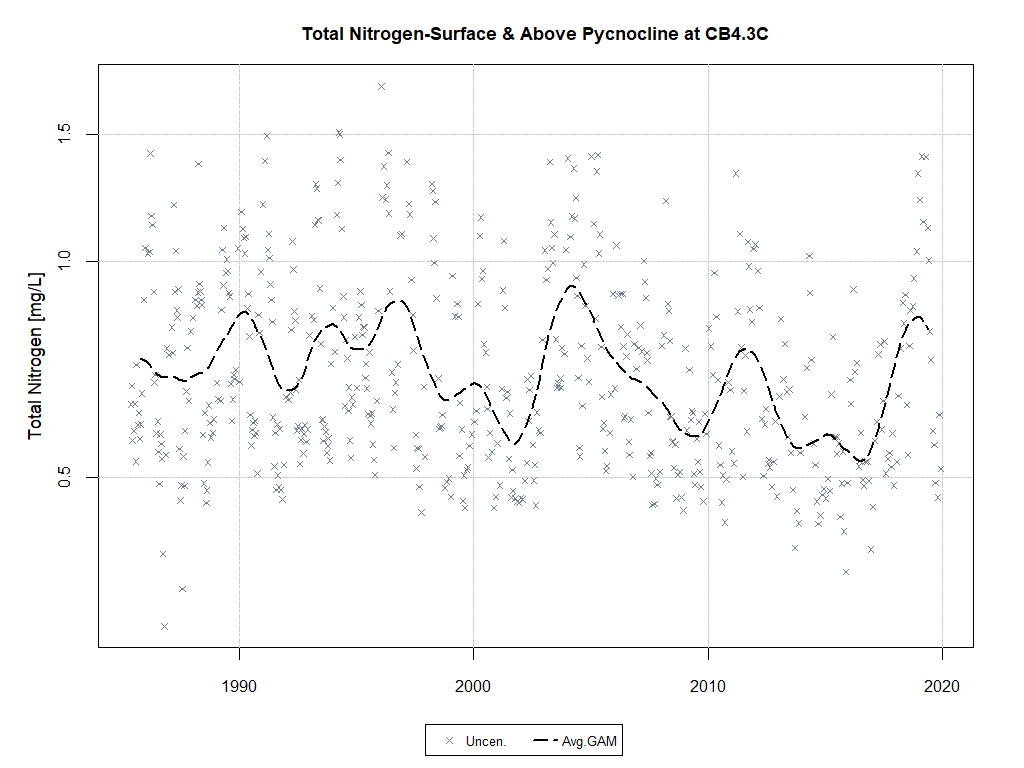 Total Nitrogen-Surface & Above Pycnocline at CB4.3C
Total Nitrogen [mg/L]
1.5
1.0
0.5
1990 2000 2010 2020
Uncen. Avg.GAM